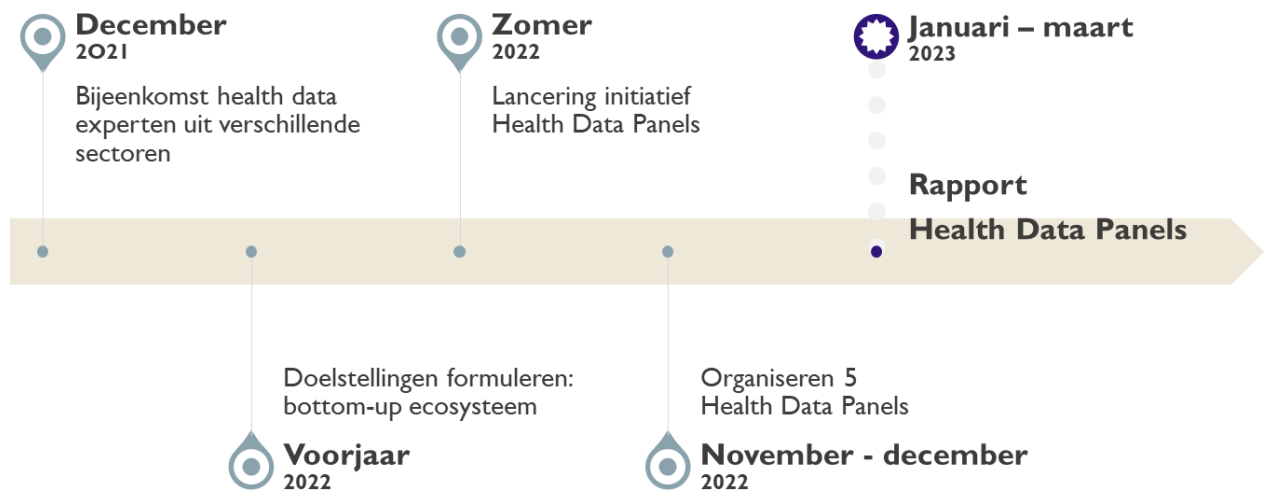 December
2021
Bijeenkomst health data
experten uit verschillende
sectoren
Zomer
2022
Lancering initiatief
Health Data Panels
Januari – maart
2023
Rapport
Health Data Panels
Doelstellingen formuleren:
bottom-up ecosysteem
Voorjaar
2022
Organiseren 5
Health Data Panels
November - december
2022